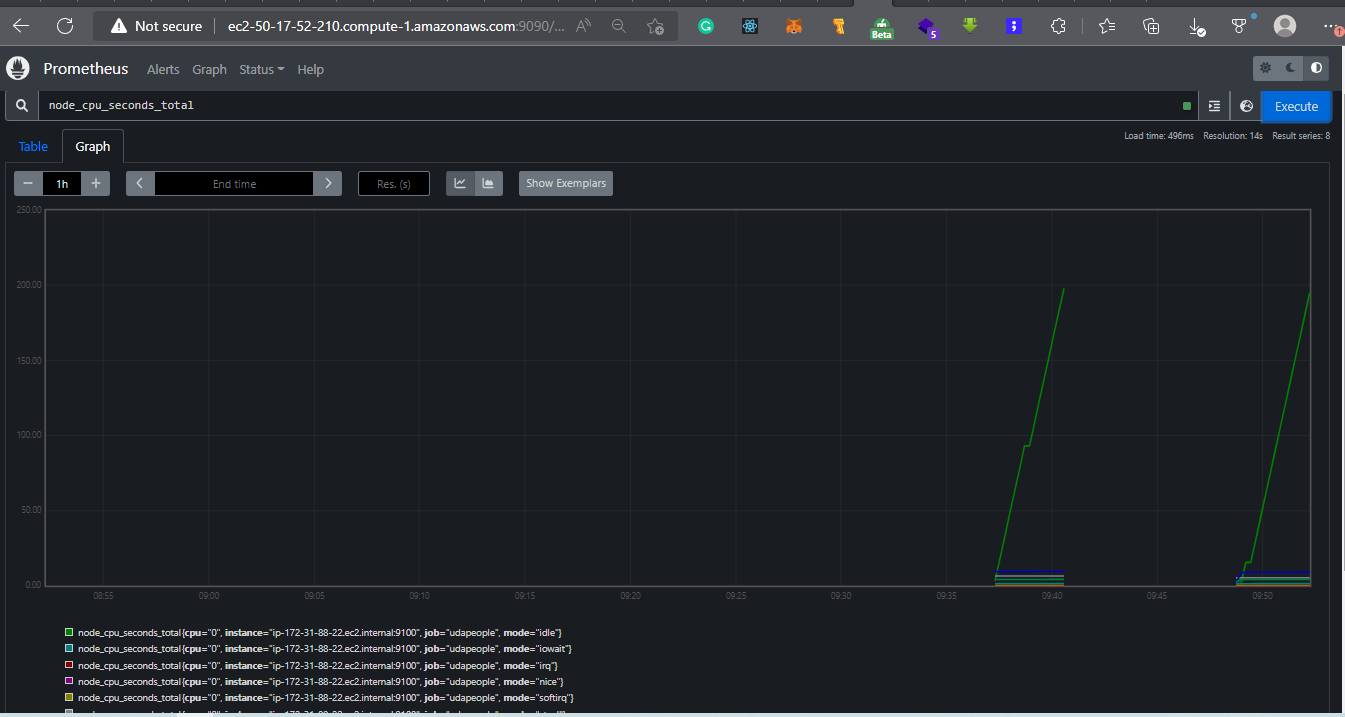 Not secure ec2-50-17-52-210.compute-1.amazonaws.com:9090/... A
Beta 5
Prometheus Alerts Graph Status Help
node_cpu_seconds_total Execute
Load time: 496ms Resolution: 14s Result series: 8
Table Graph
− 1h + End time Res. (s) Show Exemplars
250.00
200.00
150.00
100.00
50.00
0.00
08:55 09:00 09:05 09:10 09:15 09:20 09:25 09:30 09:35 09:40 09:45 09:50
node_cpu_seconds_total{cpu="0", instance="ip-172-31-88-22.ec2.internal:9100", job="udapeople", mode="idle"}
node_cpu_seconds_total{cpu="0", instance="ip-172-31-88-22.ec2.internal:9100", job="udapeople", mode="iowait"}
node_cpu_seconds_total{cpu="0", instance="ip-172-31-88-22.ec2.internal:9100", job="udapeople", mode="irq"}
node_cpu_seconds_total{cpu="0", instance="ip-172-31-88-22.ec2.internal:9100", job="udapeople", mode="nice"}
node_cpu_seconds_total{cpu="0", instance="ip-172-31-88-22.ec2.internal:9100", job="udapeople", mode="softirq"}